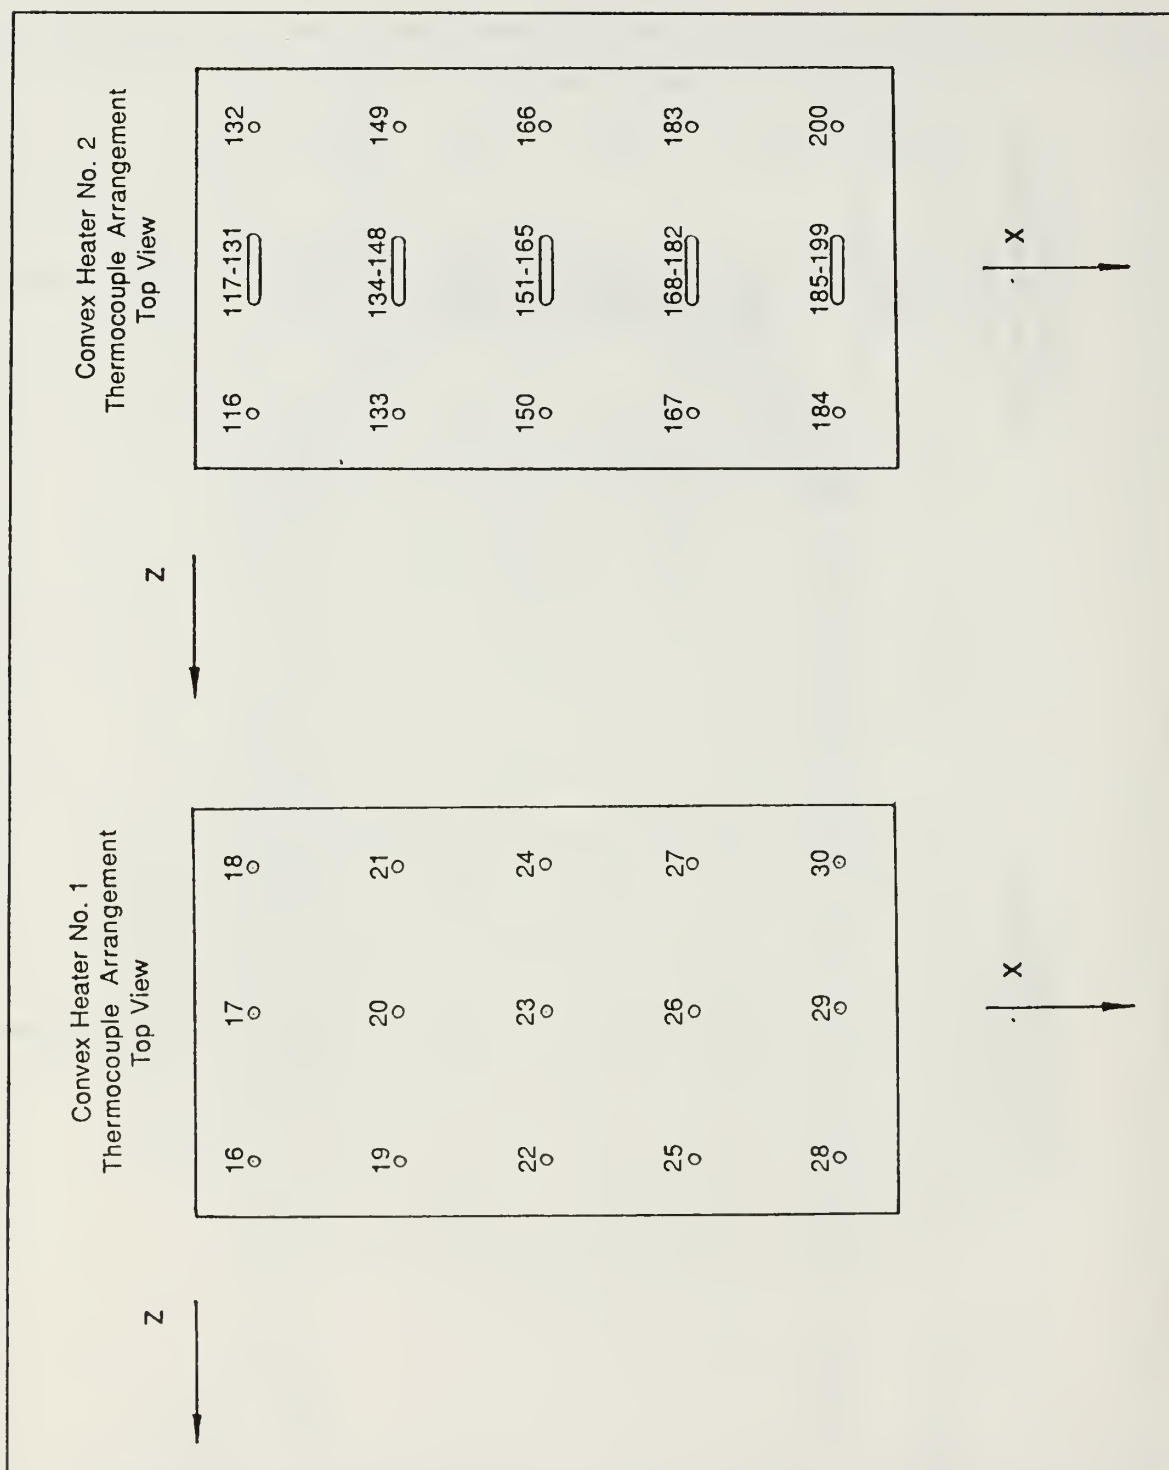 Convex Heater No. 1
Thermocouple Arrangement
Top View
Z
16 17 18
19 20 21
22 23 24
25 26 27
28 29 30
X
Convex Heater No. 2
Thermocouple Arrangement
Top View
Z
116 117-131 132
133 134-148 149
150 151-165 166
167 168-182 183
184 185-199 200
X